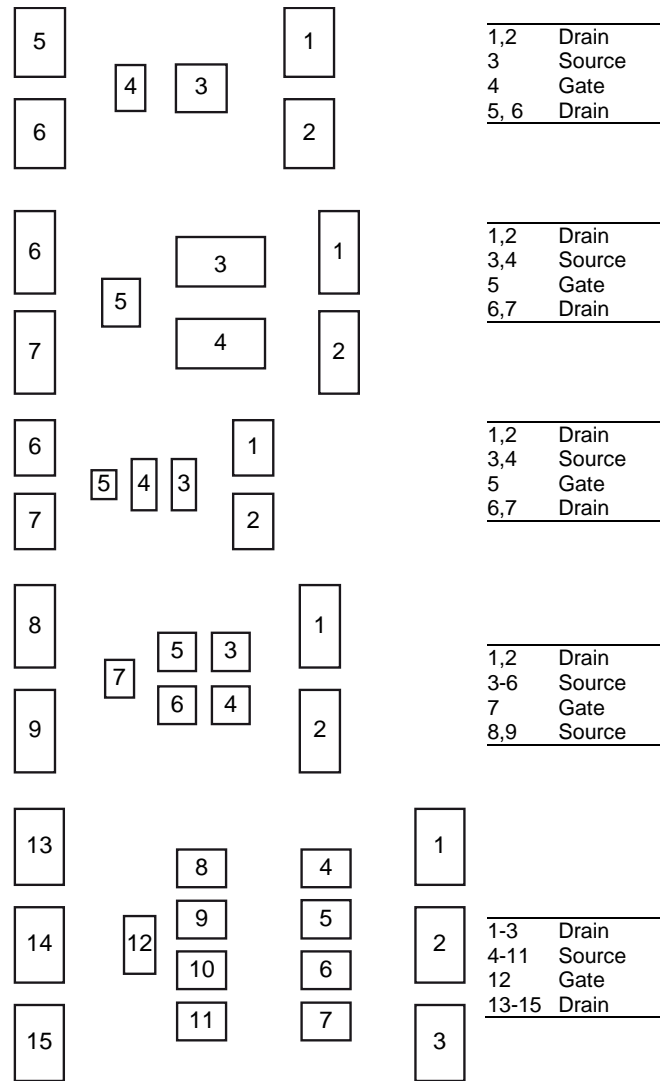 5 1
4 3
6 2
1,2 Drain
3 Source
4 Gate
5, 6 Drain
6 3 1
5
7 4 2
1,2 Drain
3,4 Source
5 Gate
6,7 Drain
6 1
5 4 3
7 2
1,2 Drain
3,4 Source
5 Gate
6,7 Drain
8 1
5 3
7
6 4
9 2
1,2 Drain
3-6 Source
7 Gate
8,9 Source
13 1
8 4
9 5
14 12 2
10 6
11 7
15 3
1-3 Drain
4-11 Source
12 Gate
13-15 Drain